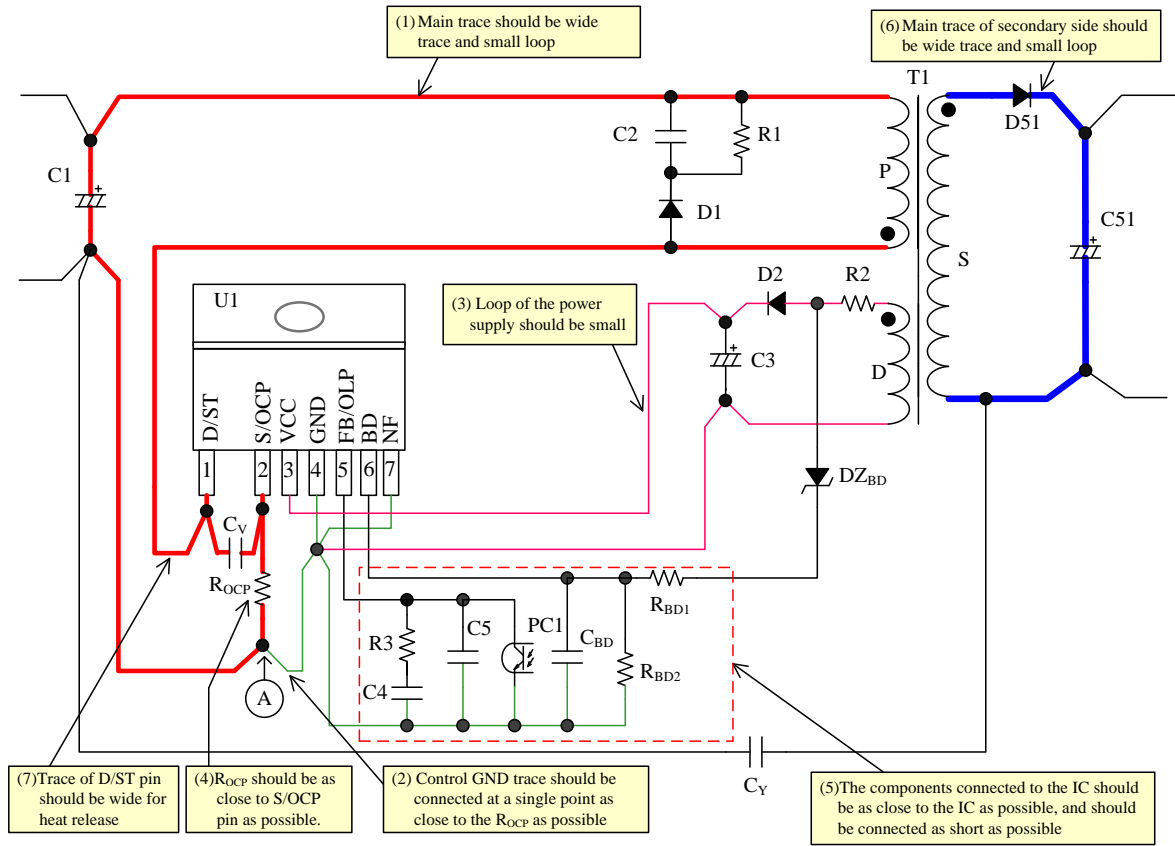 (1) Main trace should be wide
trace and small loop
(6) Main trace of secondary side should
be wide trace and small loop
T1
D51
C2
R1
C1
P
D1
C51
S
D2
R2
U1
(3) Loop of the power
supply should be small
C3
D
D/ST
S/OCP
VCC
GND
FB/OLP
BD
NF
1
2
3
4
5
6
7
DZBD
CV
ROCP
RBD1
PC1
C5
CBD
R3
RBD2
C4
A
CY
(7)Trace of D/ST pin
should be wide for
heat release
(4)ROCP should be as
close to S/OCP
pin as possible.
(2) Control GND trace should be
connected at a single point as
close to the ROCP as possible
(5)The components connected to the IC should
be as close to the IC as possible, and should
be connected as short as possible